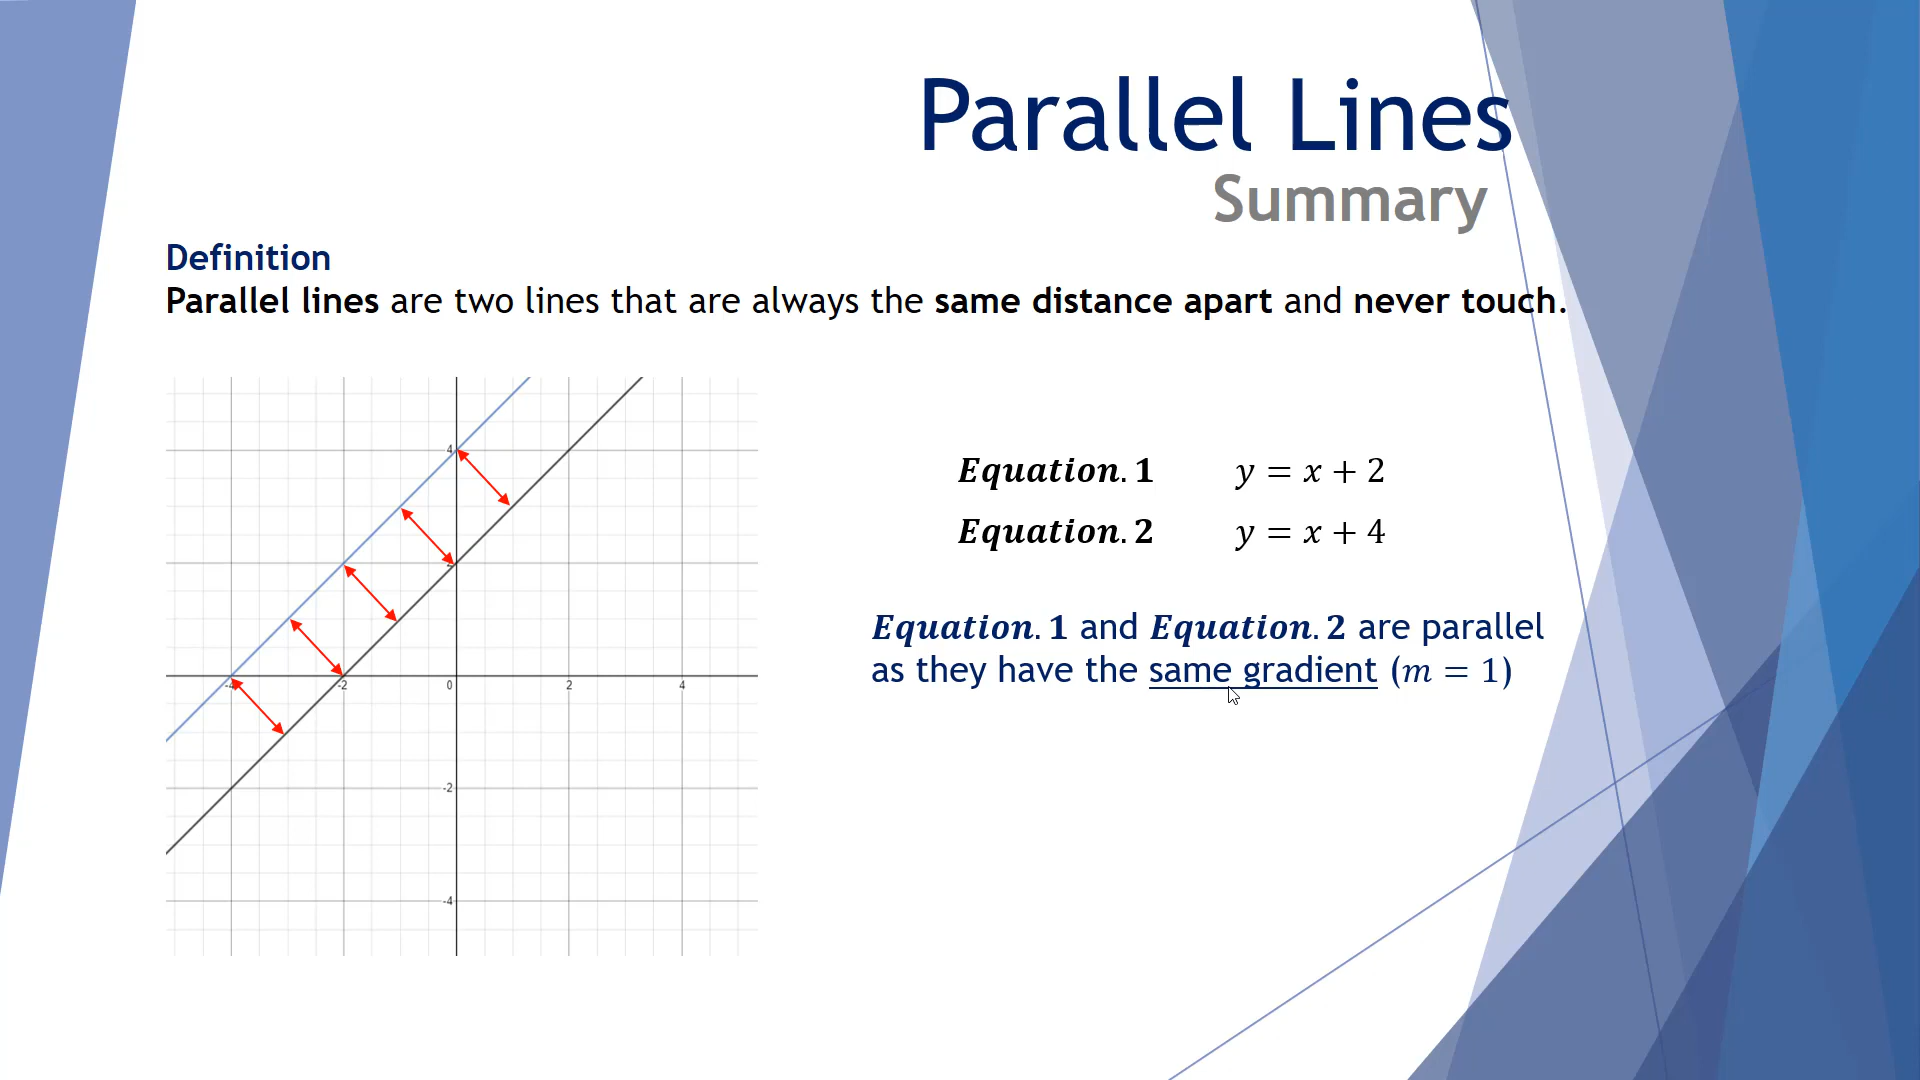 Parallel Lines
Summary
Definition
Parallel lines are two lines that are always the same distance apart and never touch.
Equation.1 y = x + 2
Equation.2 y = x + 4
Equation.1 and Equation.2 are parallel
as they have the same gradient (m = 1)
4
-4 -2 0 2 4
-2
-4